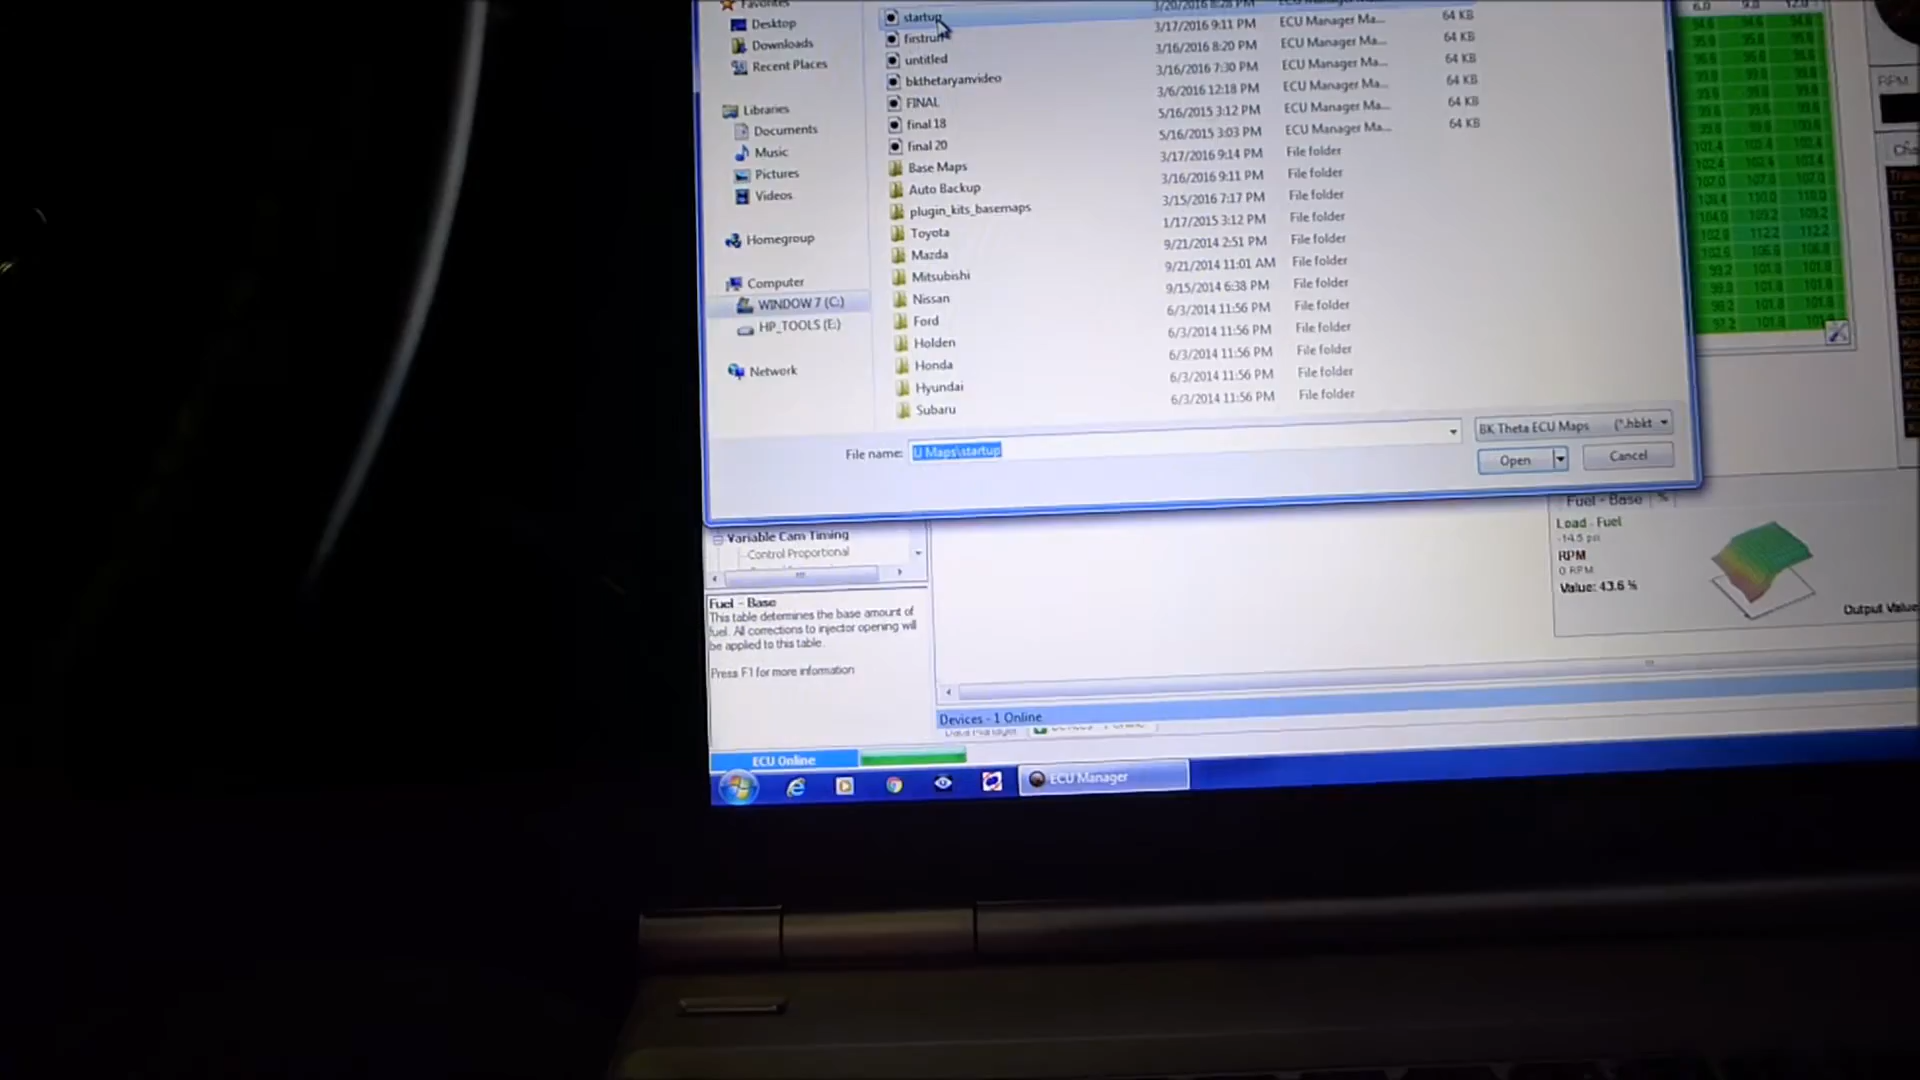 Favorites
Desktop
Downloads
Recent Places
Libraries
Documents
Music
Pictures
Videos
Homegroup
Computer
WINDOW 7 (C:)
HP_TOOLS (E:)
Network
3/20/2016 8:28 PM
startup 3/17/2016 9:11 PM ECU Manager Ma... 64 KB
firstrun 3/16/2016 8:20 PM ECU Manager Ma... 64 KB
untitled 3/16/2016 7:30 PM ECU Manager Ma... 64 KB
bkthetaryanvideo 3/6/2016 12:18 PM ECU Manager Ma... 64 KB
FINAL 5/16/2015 3:12 PM ECU Manager Ma... 64 KB
final 18 5/16/2015 3:03 PM ECU Manager Ma... 64 KB
final 20 3/17/2016 9:14 PM File folder
Base Maps 3/16/2016 9:11 PM File folder
Auto Backup 3/15/2016 7:17 PM File folder
plugin_kits_basemaps 1/17/2015 3:12 PM File folder
Toyota 9/21/2014 2:51 PM File folder
Mazda 9/21/2014 11:01 AM File folder
Mitsubishi 9/15/2014 6:38 PM File folder
Nissan 6/3/2014 11:56 PM File folder
Ford 6/3/2014 11:56 PM File folder
Holden 6/3/2014 11:56 PM File folder
Honda 6/3/2014 11:56 PM File folder
Hyundai 6/3/2014 11:56 PM File folder
Subaru
File name: U Maps\startup
BK Theta ECU Maps (*.hbkt
Open
Cancel
RPM
Variable Cam Timing
Control Proportional
Fuel - Base
This table determines the base amount of
fuel. All corrections to injector opening will
be applied to this table.
Press F1 for more information
Fuel - Base %
Load - Fuel
-14.5 psi
RPM
0 RPM
Value: 43.6 %
Output Value
Devices - 1 Online
Data Manager
ECU Online
ECU Manager